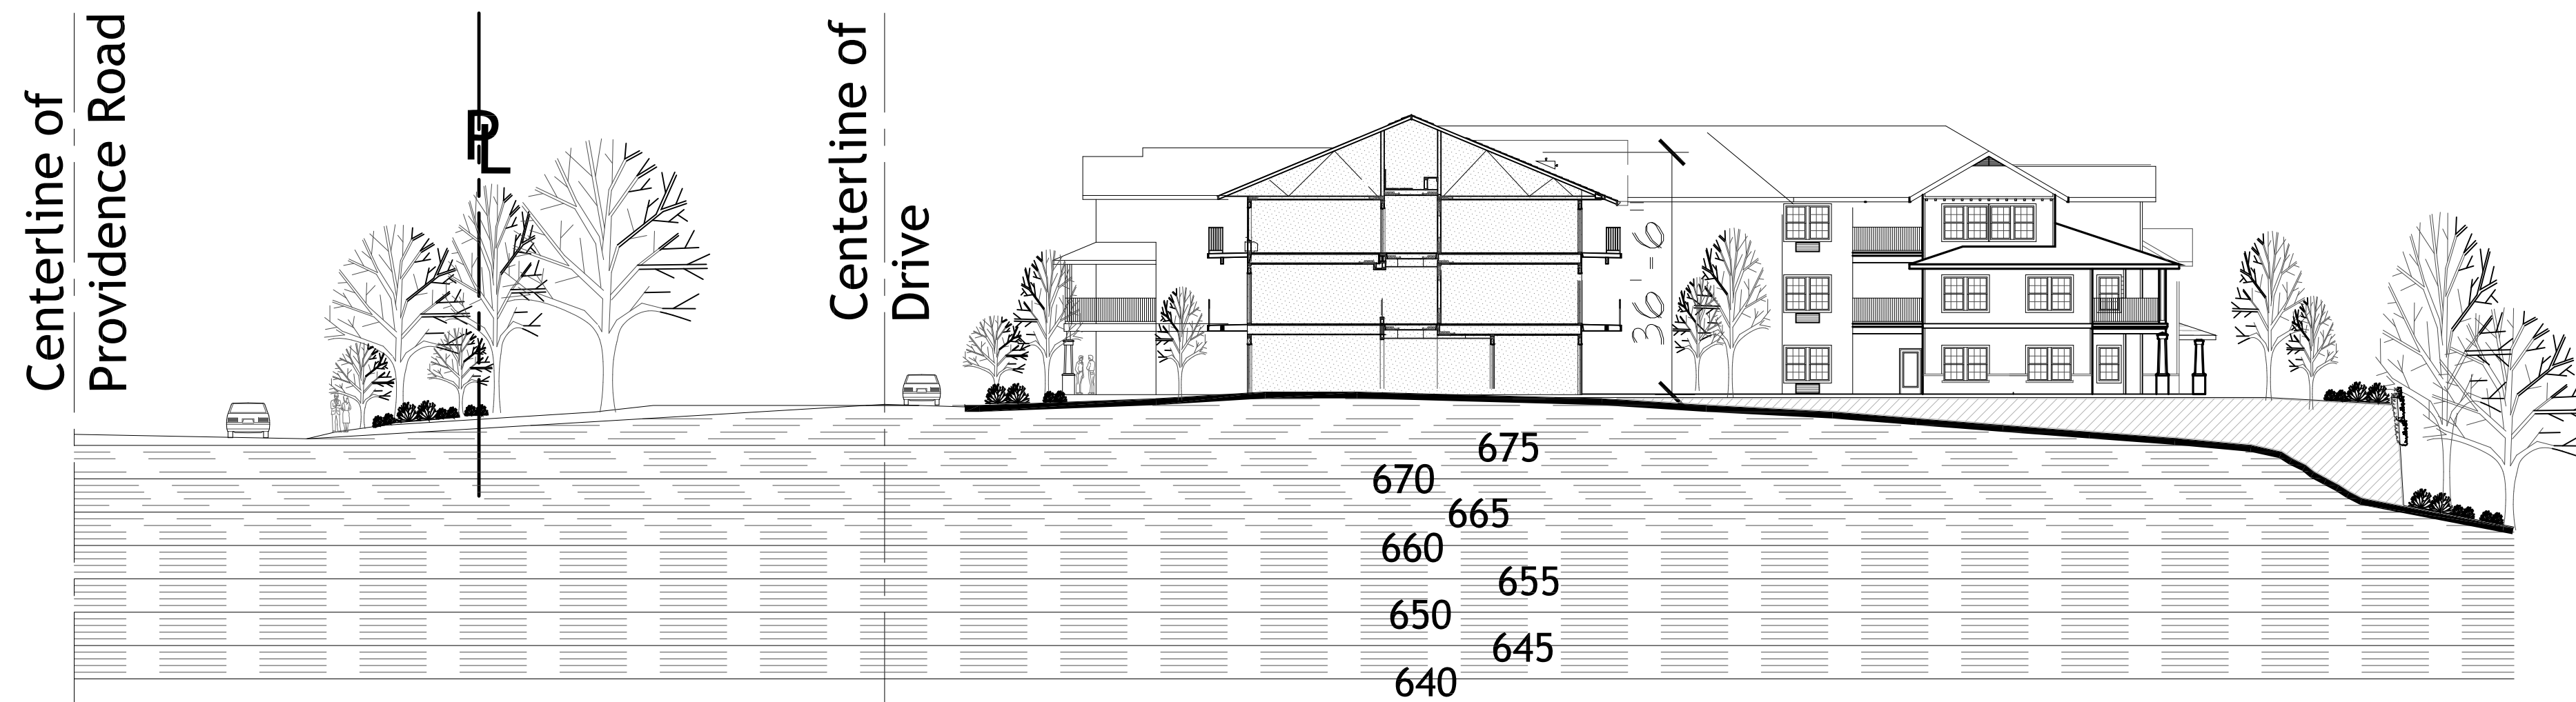 Centerline of
Providence Road
PL
Centerline of
Drive
36'-6"
675
670
665
660
655
650
645
640